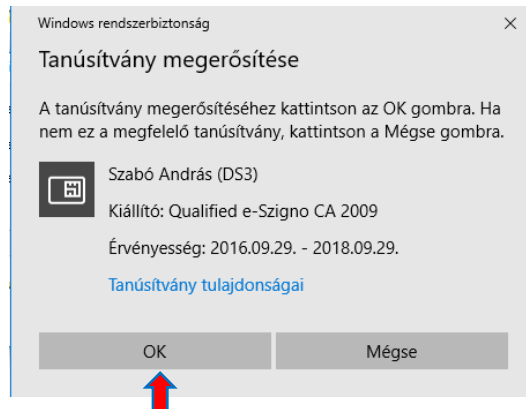 Windows rendszerbiztonság
Tanúsítvány megerősítése
A tanúsítvány megerősítéséhez kattintson az OK gombra. Ha
nem ez a megfelelő tanúsítvány, kattintson a Mégse gombra.
Szabó András (DS3)
Kiállító: Qualified e-Szigno CA 2009
Érvényesség: 2016.09.29. - 2018.09.29.
Tanúsítvány tulajdonságai
OK
Mégse